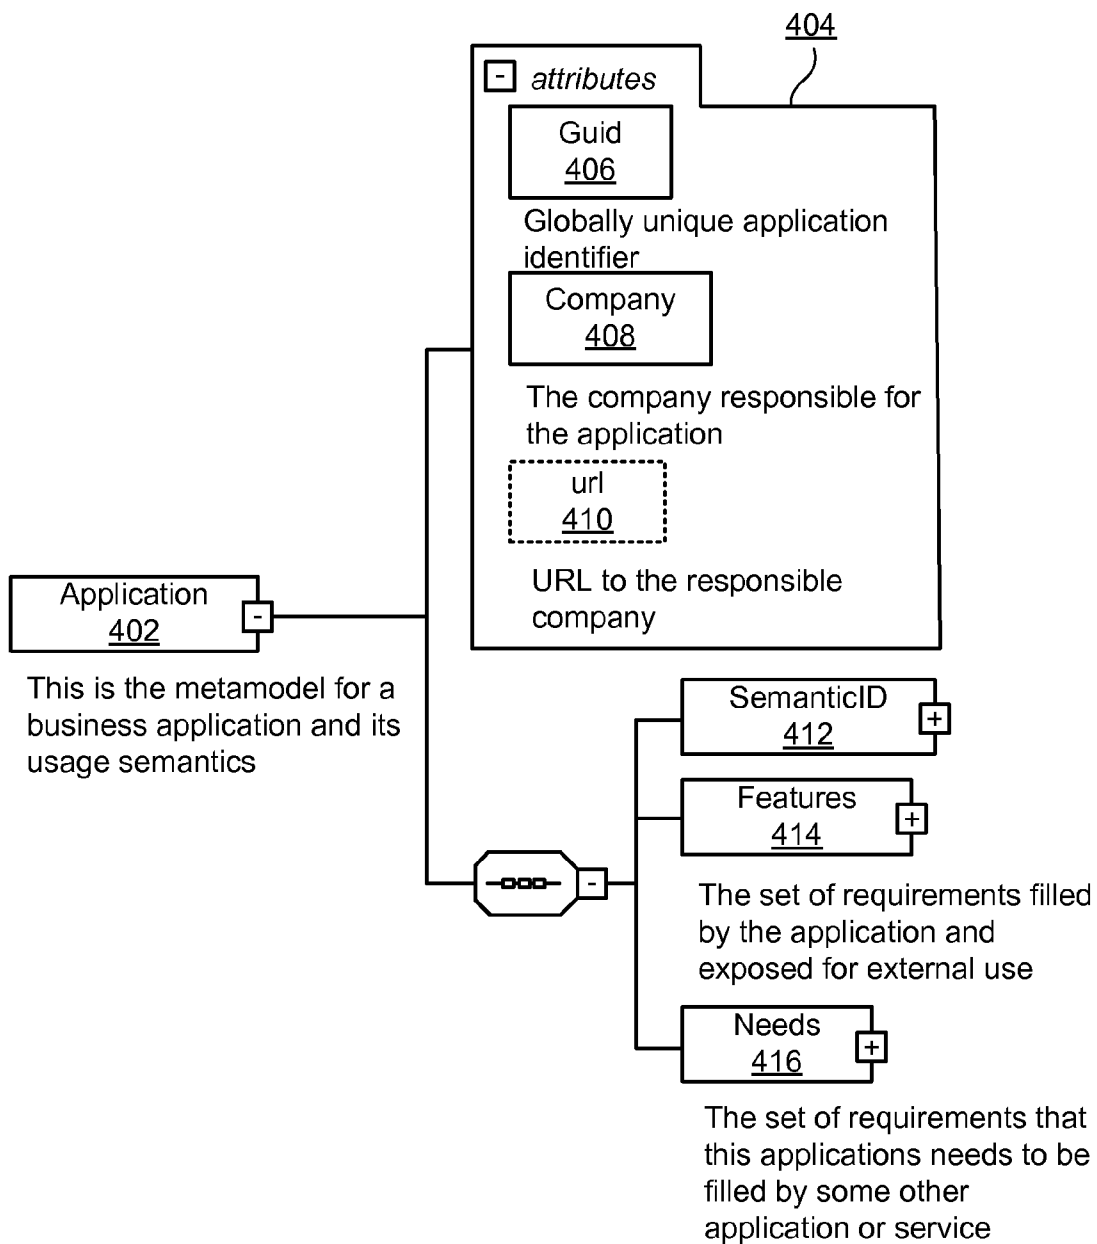 404
- attributes
Guid
406
Globally unique application
identifier
Company
408
The company responsible for
the application
url
410
URL to the responsible
company
Application
402
-
This is the metamodel for a
business application and its
usage semantics
SemanticID
412
+
Features
414
+
-
The set of requirements filled
by the application and
exposed for external use
Needs
416
+
The set of requirements that
this applications needs to be
filled by some other
application or service